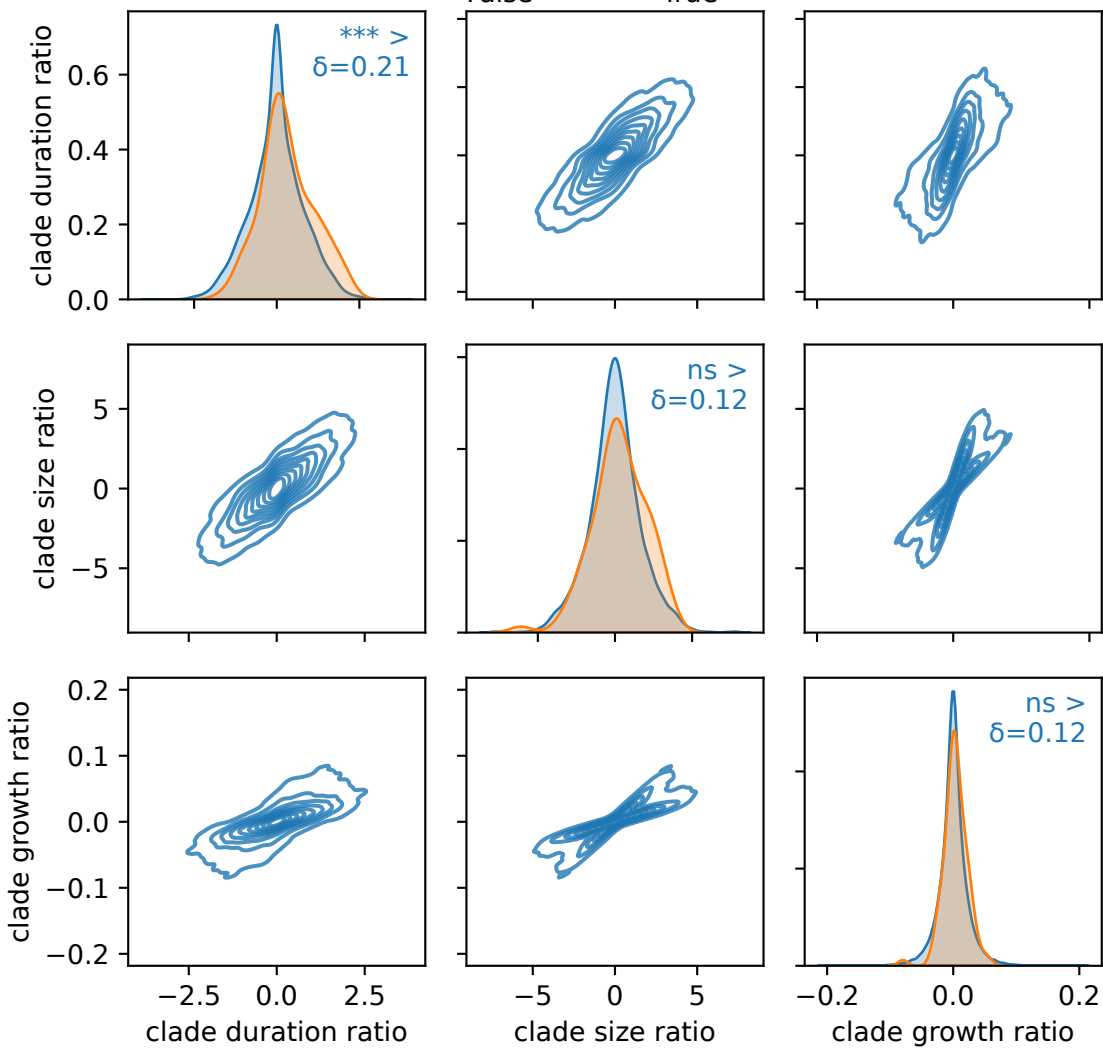 False True
clade duration ratio
0.6
0.4
0.2
0.0
*** >
δ=0.21
clade size ratio
5
0
−5
ns >
δ=0.12
clade growth ratio
0.2
0.1
0.0
−0.1
−0.2
ns >
δ=0.12
−2.5 0.0 2.5
−5 0 5
−0.2 0.0 0.2
clade duration ratio
clade size ratio
clade growth ratio